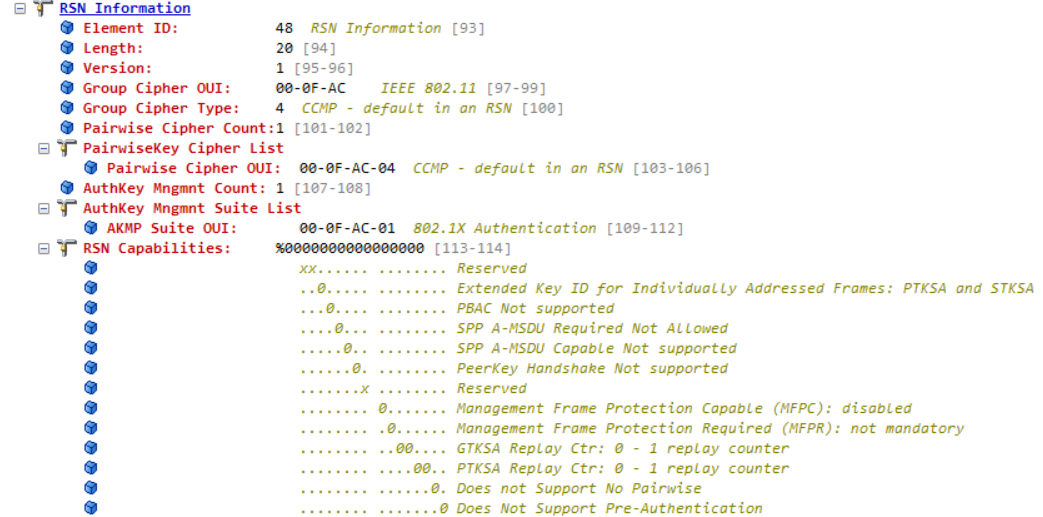 RSN Information
Element ID: 48 RSN Information [93]
Length: 20 [94]
Version: 1 [95-96]
Group Cipher OUI: 00-0F-AC IEEE 802.11 [97-99]
Group Cipher Type: 4 CCMP - default in an RSN [100]
Pairwise Cipher Count:1 [101-102]
PairwiseKey Cipher List
Pairwise Cipher OUI: 00-0F-AC-04 CCMP - default in an RSN [103-106]
AuthKey Mngmnt Count: 1 [107-108]
AuthKey Mngmnt Suite List
AKMP Suite OUI: 00-0F-AC-01 802.1X Authentication [109-112]
RSN Capabilities: %0000000000000000 [113-114]
xx...... ........ Reserved
..0..... ........ Extended Key ID for Individually Addressed Frames: PTKSA and STKSA
...0.... ........ PBAC Not supported
....0... ........ SPP A-MSDU Required Not Allowed
.....0.. ........ SPP A-MSDU Capable Not supported
......0. ........ PeerKey Handshake Not supported
.......x ........ Reserved
........ 0....... Management Frame Protection Capable (MFPC): disabled
........ .0...... Management Frame Protection Required (MFPR): not mandatory
........ ..00.... GTKSA Replay Ctr: 0 - 1 replay counter
........ ....00.. PTKSA Replay Ctr: 0 - 1 replay counter
........ ......0. Does not Support No Pairwise
........ .......0 Does Not Support Pre-Authentication